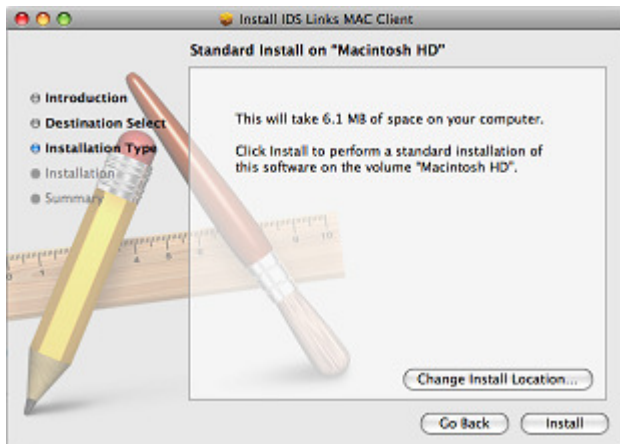 Install IDS Links MAC Client
Standard Install on "Macintosh HD"
Introduction
Destination Select
Installation Type
Installation
Summary
This will take 6.1 MB of space on your computer.
Click Install to perform a standard installation of
this software on the volume "Macintosh HD".
Change Install Location...
Go Back
Install